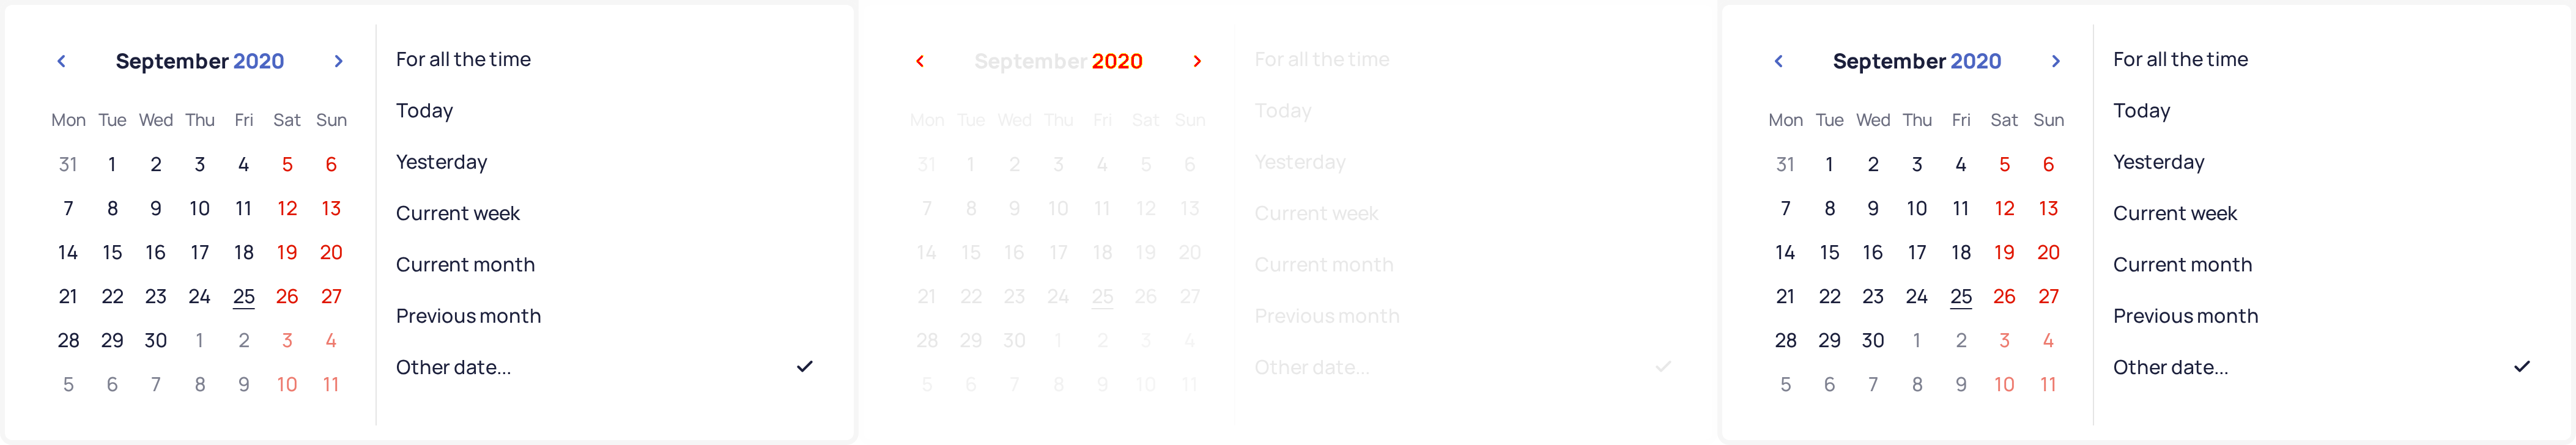 September 2020
Mon Tue Wed Thu Fri Sat Sun
31 1 2 3 4 5 6
7 8 9 10 11 12 13
14 15 16 17 18 19 20
21 22 23 24 25 26 27
28 29 30 1 2 3 4
5 6 7 8 9 10 11
For all the time
Today
Yesterday
Current week
Current month
Previous month
Other date...
September 2020
Mon Tue Wed Thu Fri Sat Sun
31 1 2 3 4 5 6
7 8 9 10 11 12 13
14 15 16 17 18 19 20
21 22 23 24 25 26 27
28 29 30 1 2 3 4
5 6 7 8 9 10 11
For all the time
Today
Yesterday
Current week
Current month
Previous month
Other date...
September 2020
Mon Tue Wed Thu Fri Sat Sun
31 1 2 3 4 5 6
7 8 9 10 11 12 13
14 15 16 17 18 19 20
21 22 23 24 25 26 27
28 29 30 1 2 3 4
5 6 7 8 9 10 11
For all the time
Today
Yesterday
Current week
Current month
Previous month
Other date...